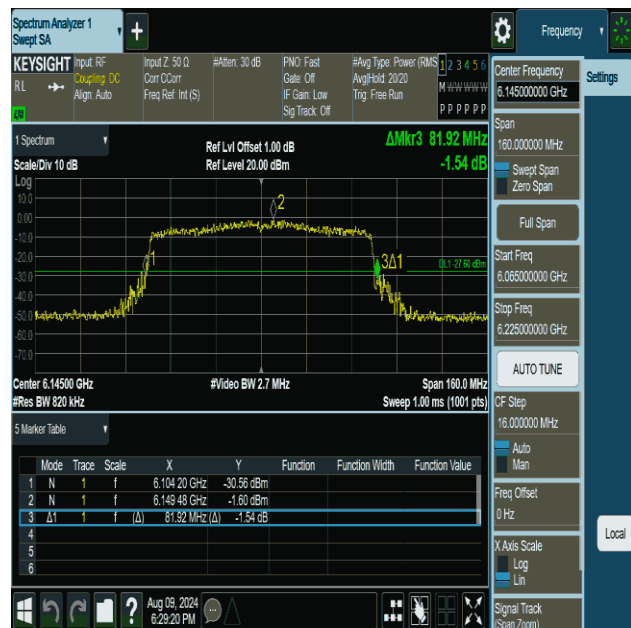 Spectrum Analyzer 1
Swept SA
Frequency
KEYSIGHT
RL
Input: RF
Coupling: DC
Align: Auto
Input Z: 50 Ω
Corr CCorr
Freq Ref: Int (S)
#Atten: 30 dB
PNO: Fast
Gate: Off
IF Gain: Low
Sig Track: Off
#Avg Type: Power (RMS
Avg|Hold: 20/20
Trig: Free Run
1 2 3 4 5 6
M W W W W W
P P P P P P
1 Spectrum
Scale/Div 10 dB
Ref Lvl Offset 1.00 dB
Ref Level 20.00 dBm
ΔMkr3 81.92 MHz
-1.54 dB
Log
10.0
0.00
-10.0
-20.0
-30.0
-40.0
-50.0
-60.0
-70.0
2
1
3Δ1
DL1 -27.60 dBm
Center 6.14500 GHz
#Res BW 820 kHz
#Video BW 2.7 MHz
Span 160.0 MHz
Sweep 1.00 ms (1001 pts)
5 Marker Table
Mode Trace Scale X Y Function Function Width Function Value
1 N 1 f 6.104 20 GHz -30.56 dBm
2 N 1 f 6.149 48 GHz -1.60 dBm
3 Δ1 1 f (Δ) 81.92 MHz (Δ) -1.54 dB
4
5
6
?
Aug 09, 2024
6:29:20 PM
Center Frequency
6.145000000 GHz
Span
160.000000 MHz
Swept Span
Zero Span
Full Span
Start Freq
6.065000000 GHz
Stop Freq
6.225000000 GHz
AUTO TUNE
CF Step
16.000000 MHz
Auto
Man
Freq Offset
0 Hz
X Axis Scale
Log
Lin
Signal Track
(Span Zoom)
Settings
Local